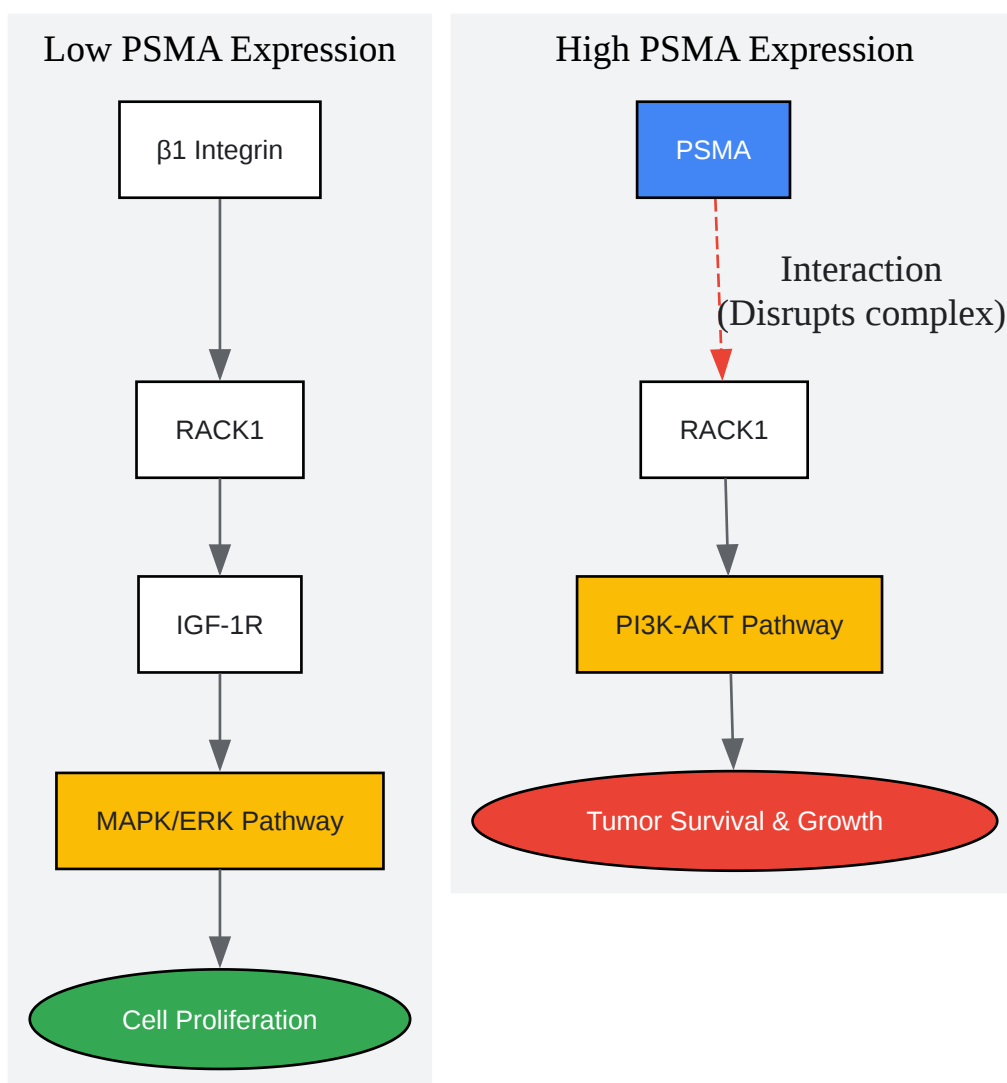 Low PSMA Expression
β1 Integrin
RACK1
IGF-1R
MAPK/ERK Pathway
Cell Proliferation
High PSMA Expression
PSMA
Interaction
(Disrupts complex)
RACK1
PI3K-AKT Pathway
Tumor Survival & Growth